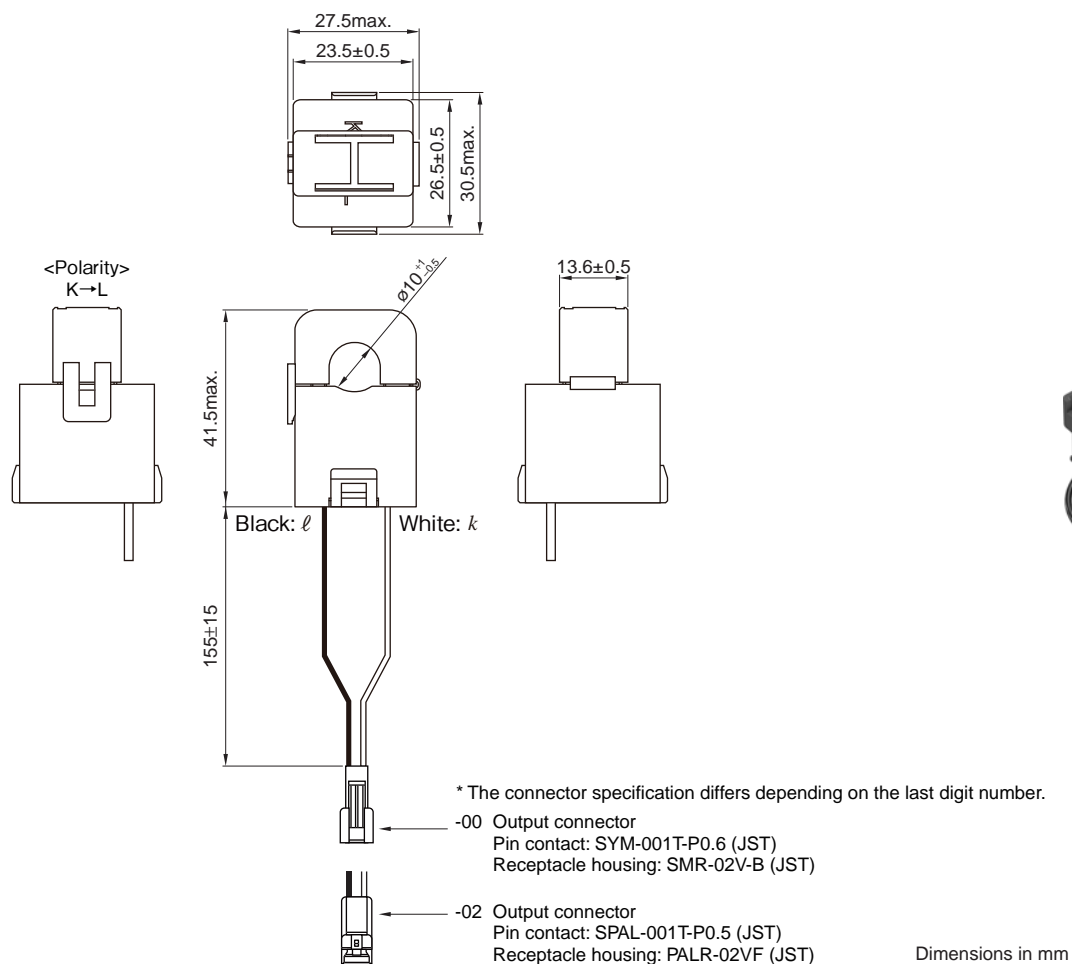 27.5max.
23.5±0.5
K
26.5±0.5
30.5max.
<Polarity>
K→L
ø10 +1 -0.5
13.6±0.5
41.5max.
Black: ℓ
White: k
155±15
* The connector specification differs depending on the last digit number.
-00 Output connector
Pin contact: SYM-001T-P0.6 (JST)
Receptacle housing: SMR-02V-B (JST)
-02 Output connector
Pin contact: SPAL-001T-P0.5 (JST)
Receptacle housing: PALR-02VF (JST)
Dimensions in mm